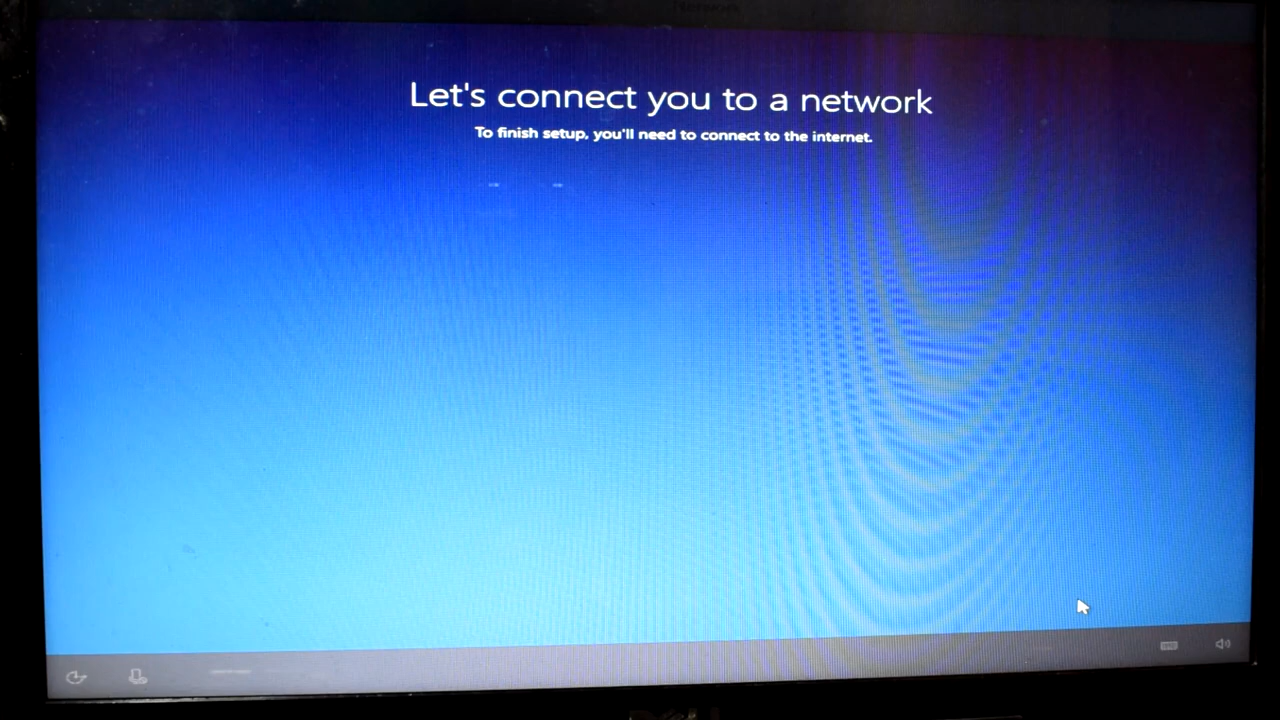 Let's connect you to a network
To finish setup, you'll need to connect to the internet.